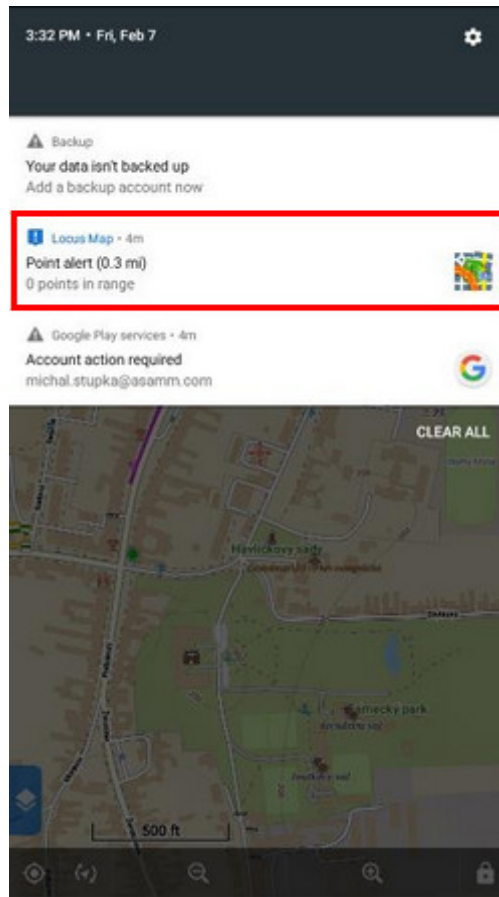 3:32 PM • Fri, Feb 7
Backup
Your data isn't backed up
Add a backup account now
Locus Map • 4m
Point alert (0.3 mi)
0 points in range
Google Play services • 4m
Account action required
michal.stupka@asamm.com
CLEAR ALL
Havlíčkovy sady
Zámecký park
500 ft